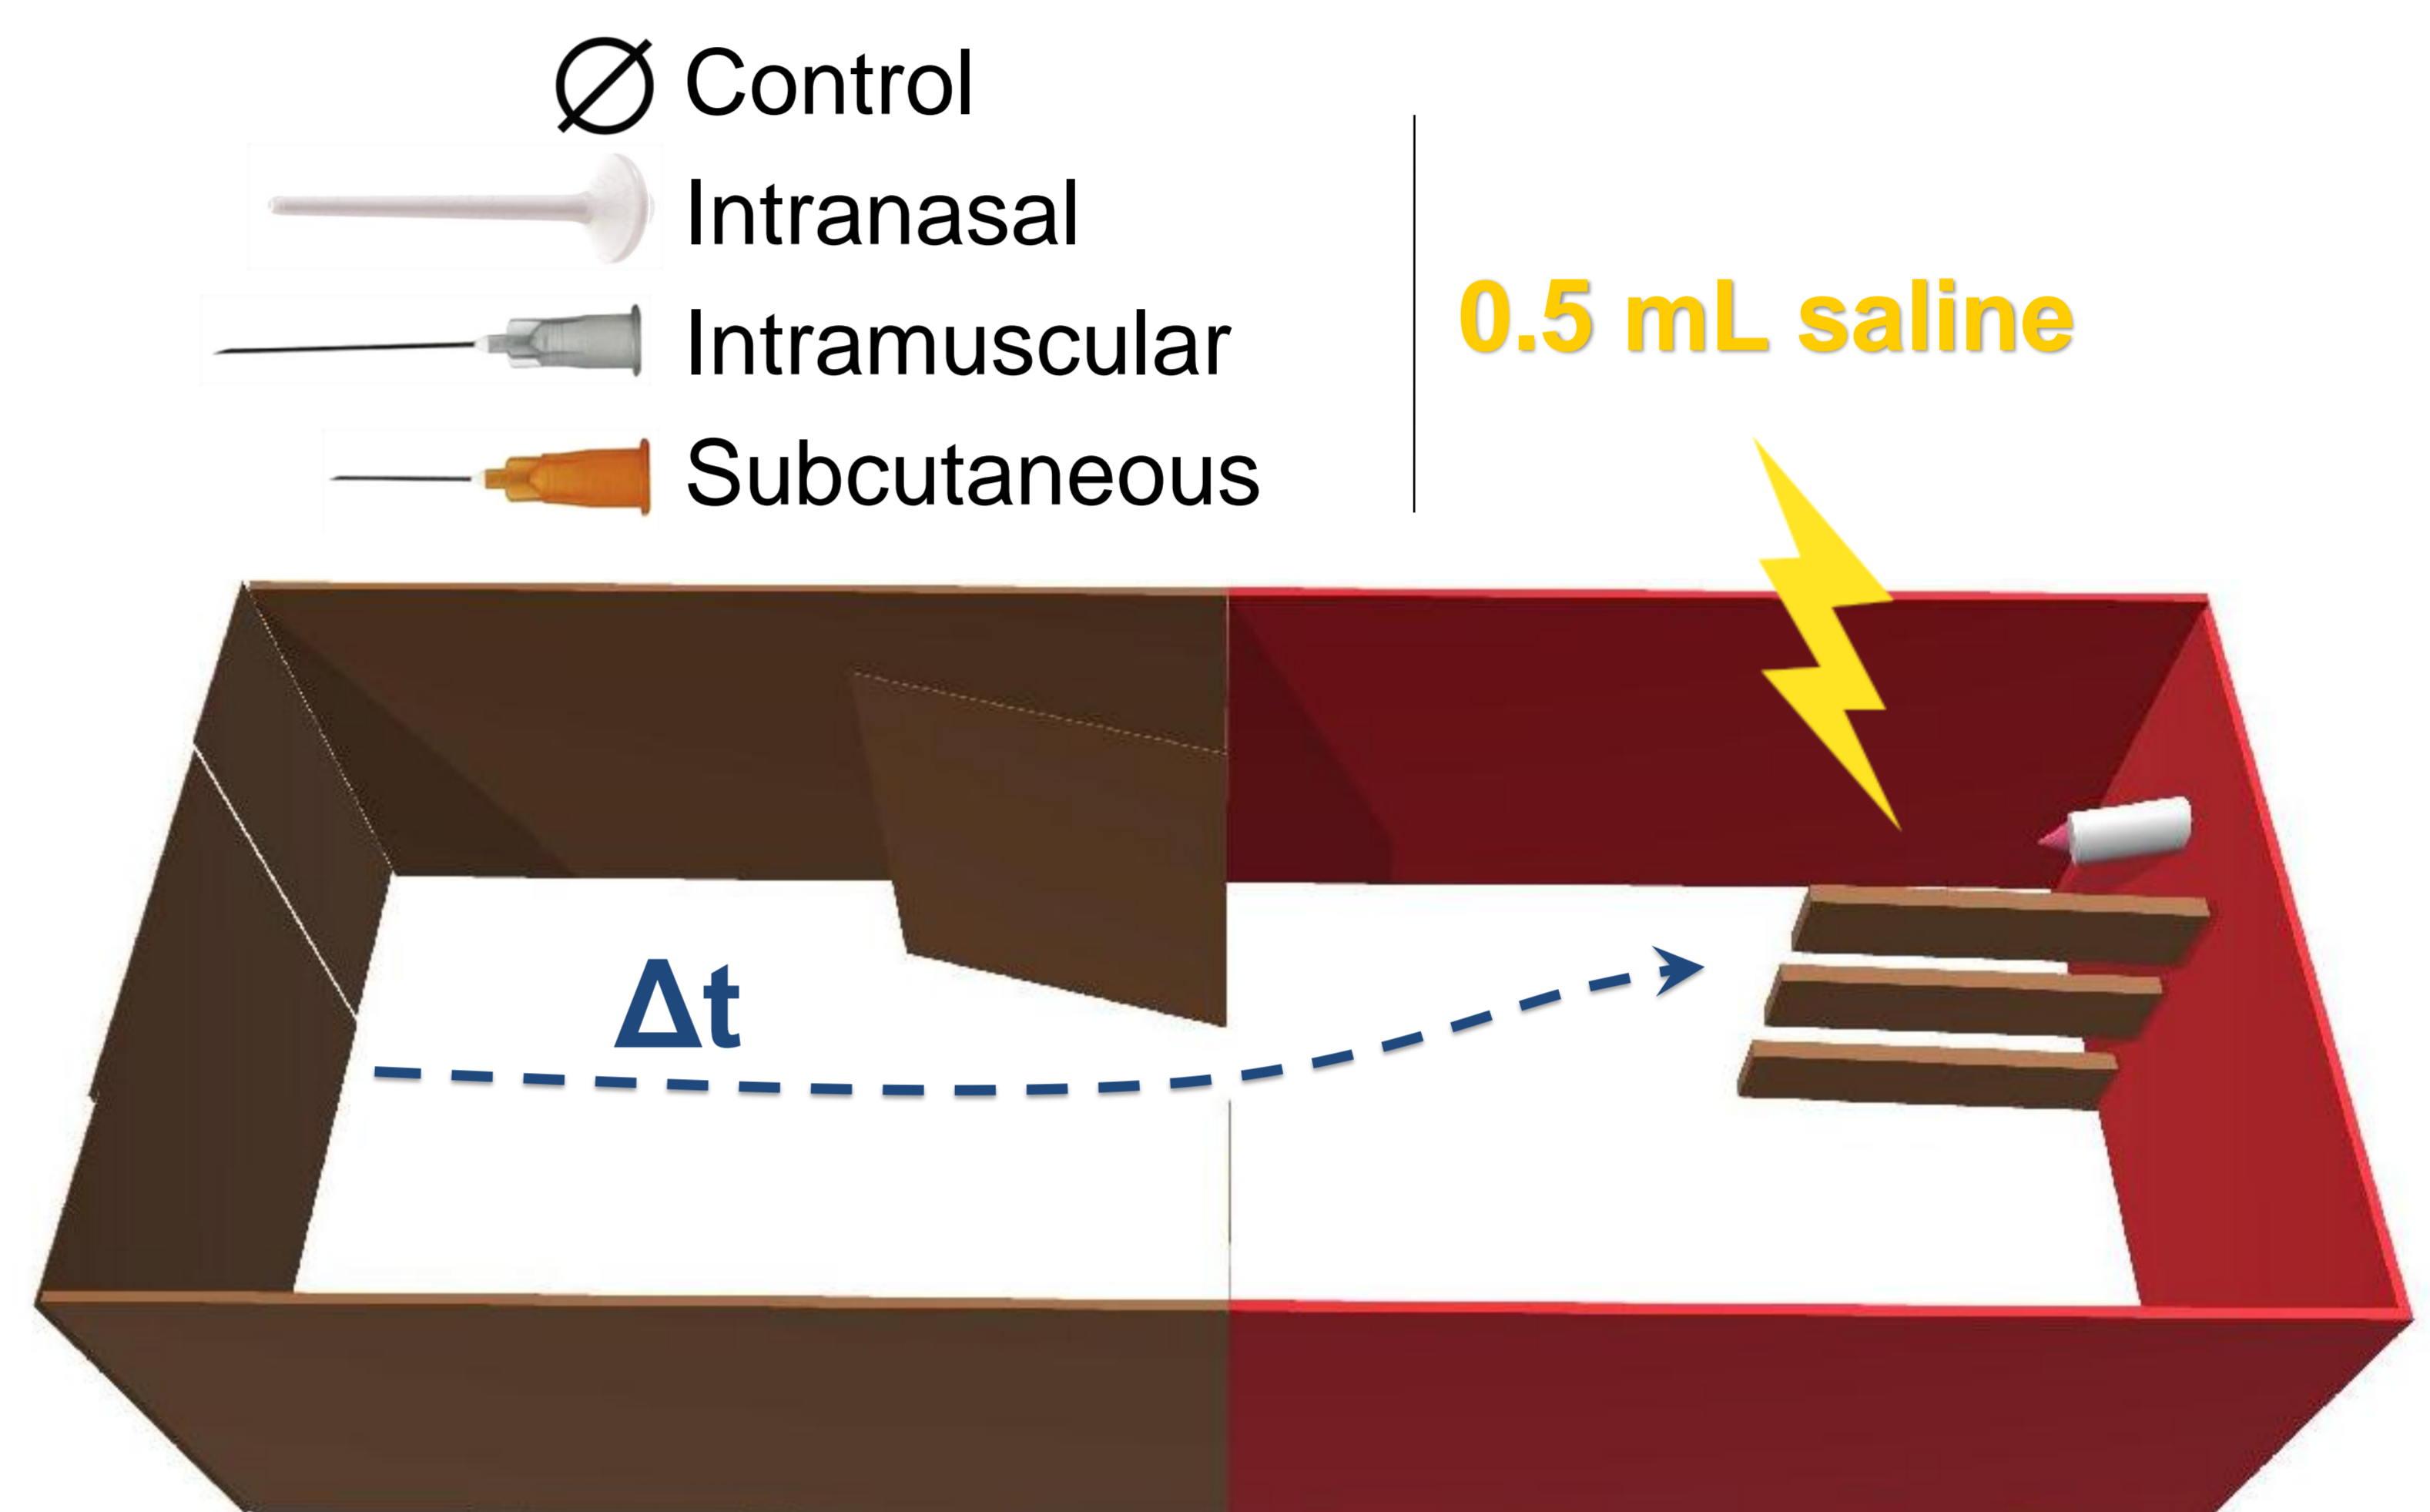 Ø Control
Intranasal
Intramuscular
Subcutaneous
0.5 mL saline
Δt